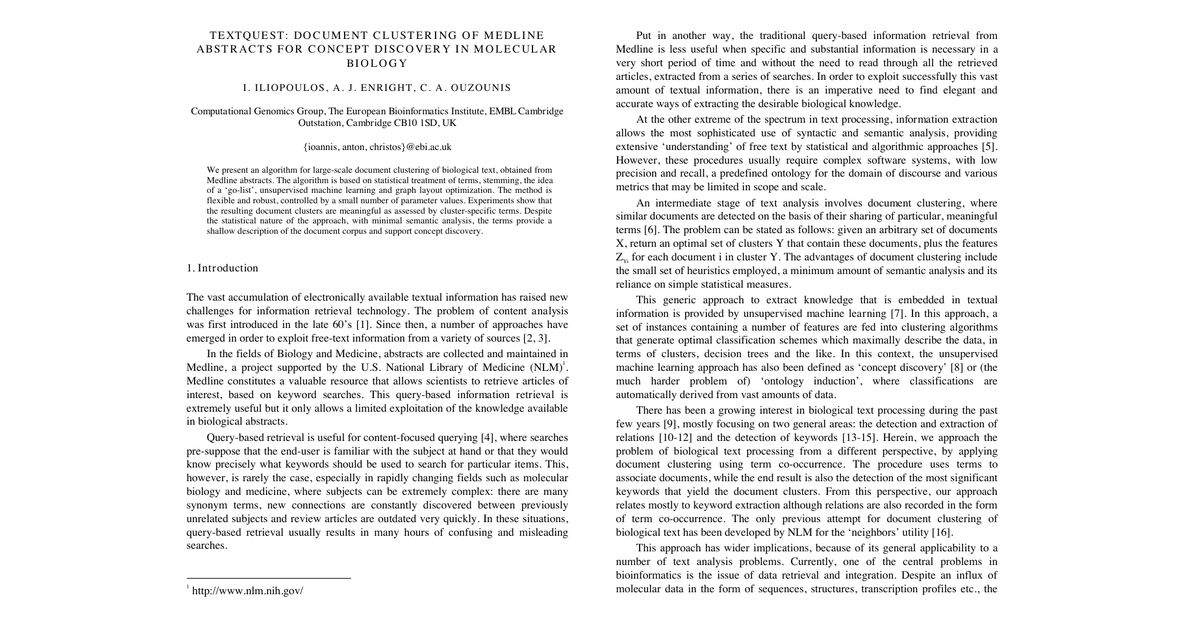 TEXTQUEST: DOCUMENT CLUSTERING OF MEDLINE
ABSTRACTS FOR CONCEPT DISCOVERY IN MOLECULAR
BIOLOGY
I. ILIOPOULOS, A. J. ENRIGHT, C. A. OUZOUNIS
Computational Genomics Group, The European Bioinformatics Institute, EMBL Cambridge
Outstation, Cambridge CB10 1SD, UK
{ioannis, anton, christos}@ebi.ac.uk
We present an algorithm for large-scale document clustering of biological text, obtained from
Medline abstracts. The algorithm is based on statistical treatment of terms, stemming, the idea
of a ‘go-list’, unsupervised machine learning and graph layout optimization. The method is
flexible and robust, controlled by a small number of parameter values. Experiments show that
the resulting document clusters are meaningful as assessed by cluster-specific terms. Despite
the statistical nature of the approach, with minimal semantic analysis, the terms provide a
shallow description of the document corpus and support concept discovery.
1. Introduction
The vast accumulation of electronically available textual information has raised new
challenges for information retrieval technology. The problem of content analysis
was first introduced in the late 60’s [1]. Since then, a number of approaches have
emerged in order to exploit free-text information from a variety of sources [2, 3].
In the fields of Biology and Medicine, abstracts are collected and maintained in
Medline, a project supported by the U.S. National Library of Medicine (NLM)1.
Medline constitutes a valuable resource that allows scientists to retrieve articles of
interest, based on keyword searches. This query-based information retrieval is
extremely useful but it only allows a limited exploitation of the knowledge available
in biological abstracts.
Query-based retrieval is useful for content-focused querying [4], where searches
pre-suppose that the end-user is familiar with the subject at hand or that they would
know precisely what keywords should be used to search for particular items. This,
however, is rarely the case, especially in rapidly changing fields such as molecular
biology and medicine, where subjects can be extremely complex: there are many
synonym terms, new connections are constantly discovered between previously
unrelated subjects and review articles are outdated very quickly. In these situations,
query-based retrieval usually results in many hours of confusing and misleading
searches.
1 http://www.nlm.nih.gov/
Put in another way, the traditional query-based information retrieval from
Medline is less useful when specific and substantial information is necessary in a
very short period of time and without the need to read through all the retrieved
articles, extracted from a series of searches. In order to exploit successfully this vast
amount of textual information, there is an imperative need to find elegant and
accurate ways of extracting the desirable biological knowledge.
At the other extreme of the spectrum in text processing, information extraction
allows the most sophisticated use of syntactic and semantic analysis, providing
extensive ‘understanding’ of free text by statistical and algorithmic approaches [5].
However, these procedures usually require complex software systems, with low
precision and recall, a predefined ontology for the domain of discourse and various
metrics that may be limited in scope and scale.
An intermediate stage of text analysis involves document clustering, where
similar documents are detected on the basis of their sharing of particular, meaningful
terms [6]. The problem can be stated as follows: given an arbitrary set of documents
X, return an optimal set of clusters Y that contain these documents, plus the features
ZYi for each document i in cluster Y. The advantages of document clustering include
the small set of heuristics employed, a minimum amount of semantic analysis and its
reliance on simple statistical measures.
This generic approach to extract knowledge that is embedded in textual
information is provided by unsupervised machine learning [7]. In this approach, a
set of instances containing a number of features are fed into clustering algorithms
that generate optimal classification schemes which maximally describe the data, in
terms of clusters, decision trees and the like. In this context, the unsupervised
machine learning approach has also been defined as ‘concept discovery’ [8] or (the
much harder problem of) ‘ontology induction’, where classifications are
automatically derived from vast amounts of data.
There has been a growing interest in biological text processing during the past
few years [9], mostly focusing on two general areas: the detection and extraction of
relations [10-12] and the detection of keywords [13-15]. Herein, we approach the
problem of biological text processing from a different perspective, by applying
document clustering using term co-occurrence. The procedure uses terms to
associate documents, while the end result is also the detection of the most significant
keywords that yield the document clusters. From this perspective, our approach
relates mostly to keyword extraction although relations are also recorded in the form
of term co-occurrence. The only previous attempt for document clustering of
biological text has been developed by NLM for the ‘neighbors’ utility [16].
This approach has wider implications, because of its general applicability to a
number of text analysis problems. Currently, one of the central problems in
bioinformatics is the issue of data retrieval and integration. Despite an influx of
molecular data in the form of sequences, structures, transcription profiles etc., the